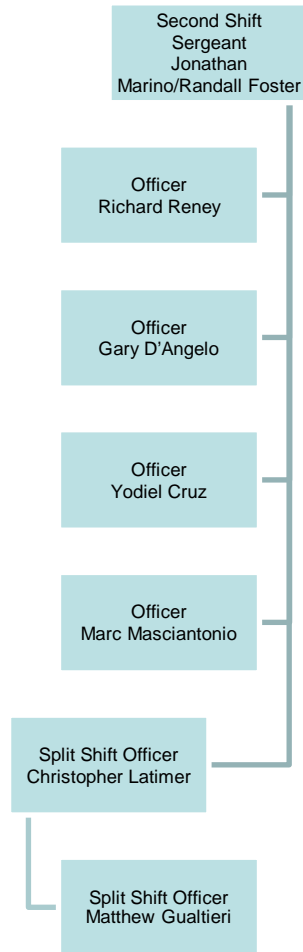 Second Shift
Sergeant
Jonathan
Marino/Randall Foster
Officer
Richard Reney
Officer
Gary D’Angelo
Officer
Yodiel Cruz
Officer
Marc Masciantonio
Split Shift Officer
Christopher Latimer
Split Shift Officer
Matthew Gualtieri